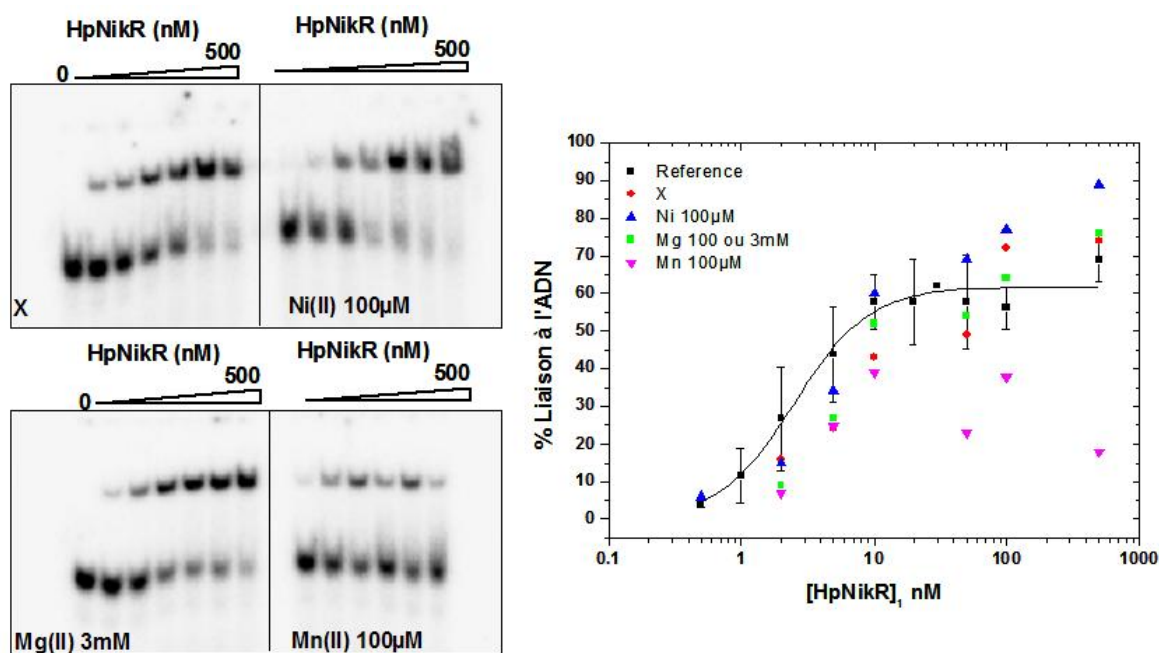 HpNikR (nM)
HpNikR (nM)
0
500
500
X
Ni(II) 100µM
HpNikR (nM)
HpNikR (nM)
0
500
500
Mg(II) 3mM
Mn(II) 100µM
% Liaison à l'ADN
100
90
80
70
60
50
40
30
20
10
0
Reference
X
Ni 100µM
Mg 100 ou 3mM
Mn 100µM
0.1
1
10
100
1000
[HpNikR]₁ nM